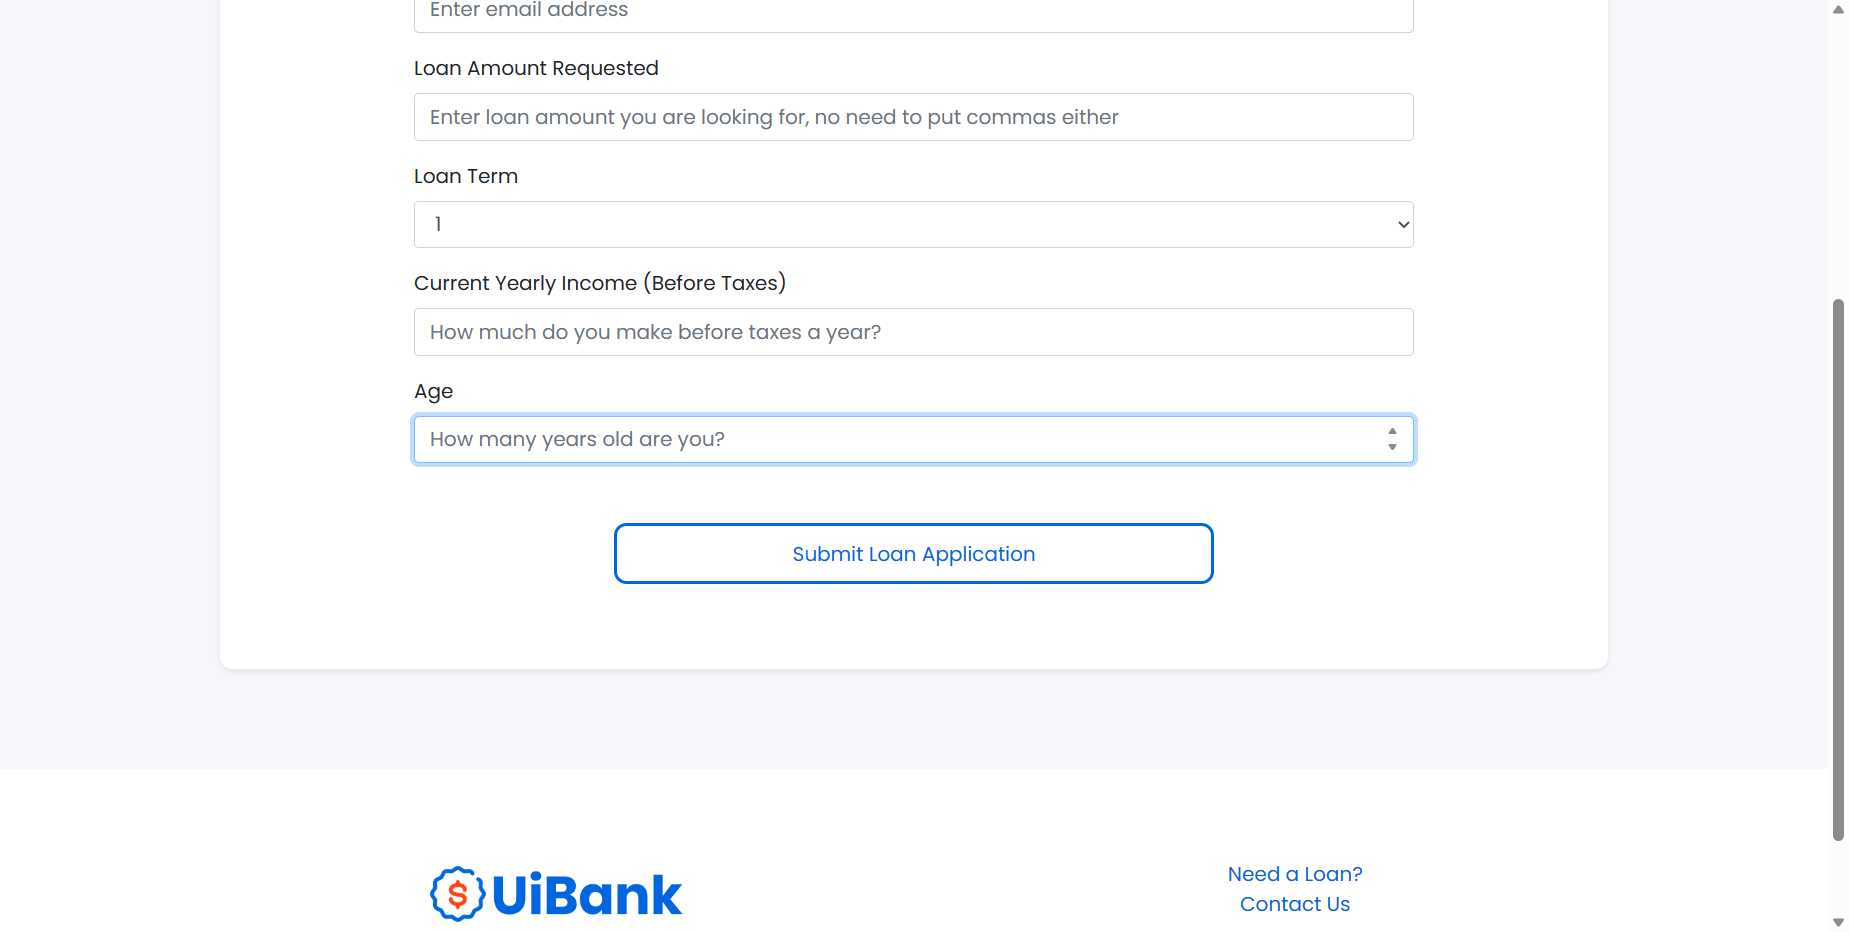 Enter email address
Loan Amount Requested
Enter loan amount you are looking for, no need to put commas either
Loan Term
1
Current Yearly Income (Before Taxes)
How much do you make before taxes a year?
Age
How many years old are you?
Submit Loan Application
$ UiBank
Need a Loan?
Contact Us